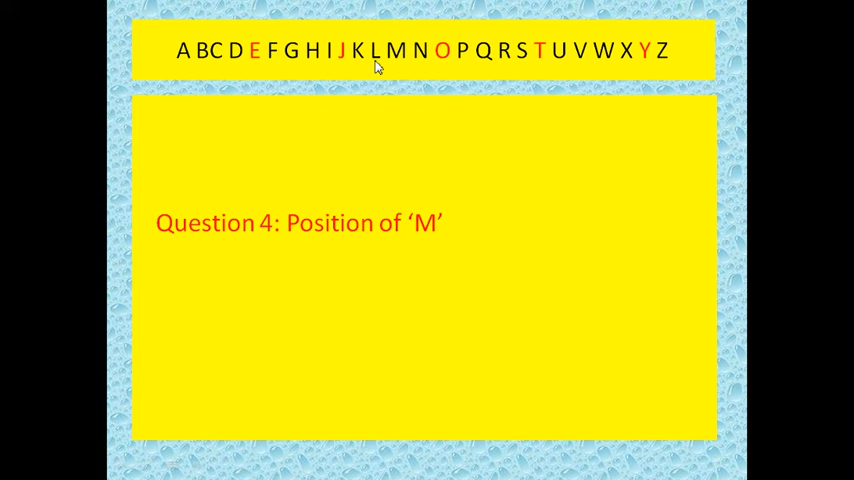 A B C D E F G H I J K L M N O P Q R S T U V W X Y Z
Question 4: Position of ‘M’